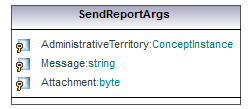 SendReportArgs
AdministrativeTerritory:ConceptInstance
Message:string
Attachment:byte